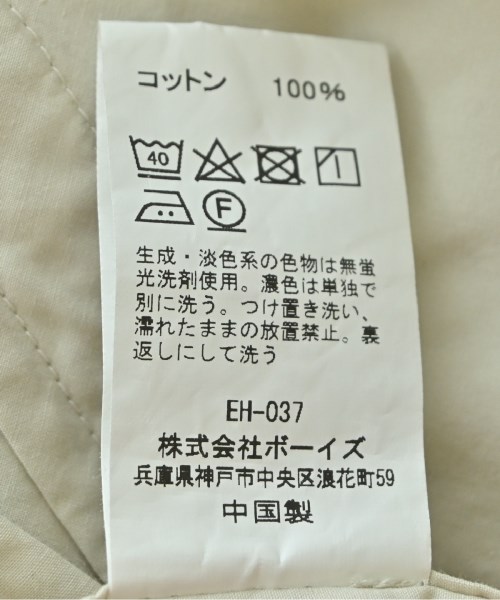 コットン 100%
40
F
生成・淡色系の色物は無蛍
光洗剤使用。濃色は単独で
別に洗う。つけ置き洗い、
濡れたままの放置禁止。裏
返しにして洗う
EH-037
株式会社ボーイズ
兵庫県神戸市中央区浪花町59
中国製